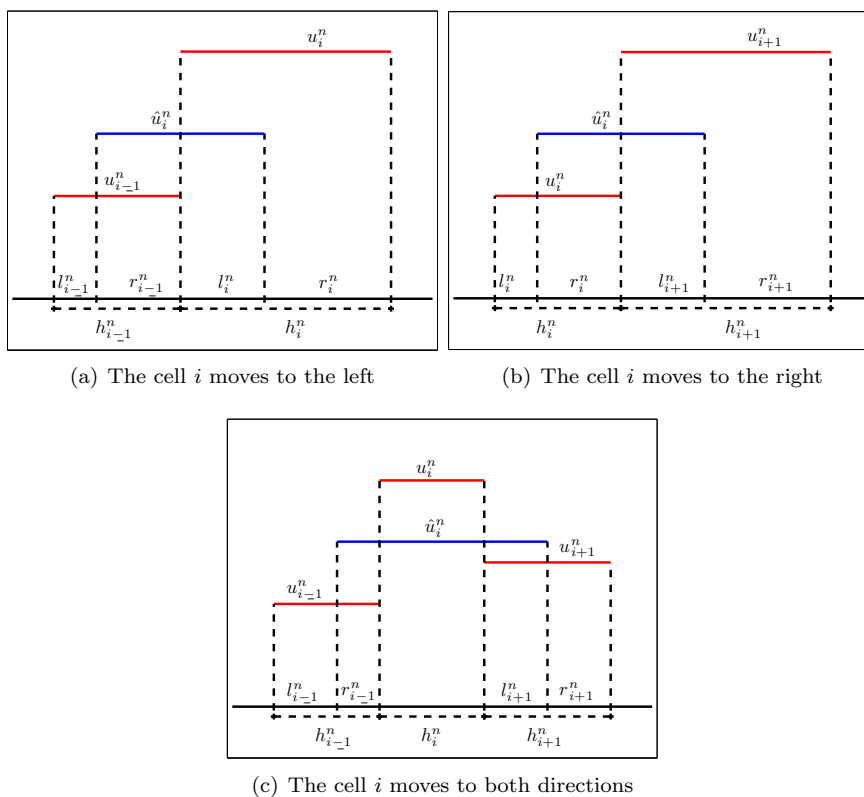 u_i^n u_{i+1}^n
û_i^n û_i^n
u_{i-1}^n u_i^n
l_{i-1}^n r_{i-1}^n l_i^n r_i^n l_i^n r_i^n l_{i+1}^n r_{i+1}^n
h_{i-1}^n h_i^n h_i^n h_{i+1}^n
(a) The cell i moves to the left (b) The cell i moves to the right
u_i^n
û_i^n
u_{i+1}^n
u_{i-1}^n
l_{i-1}^n r_{i-1}^n l_{i+1}^n r_{i+1}^n
h_{i-1}^n h_i^n h_{i+1}^n
(c) The cell i moves to both directions